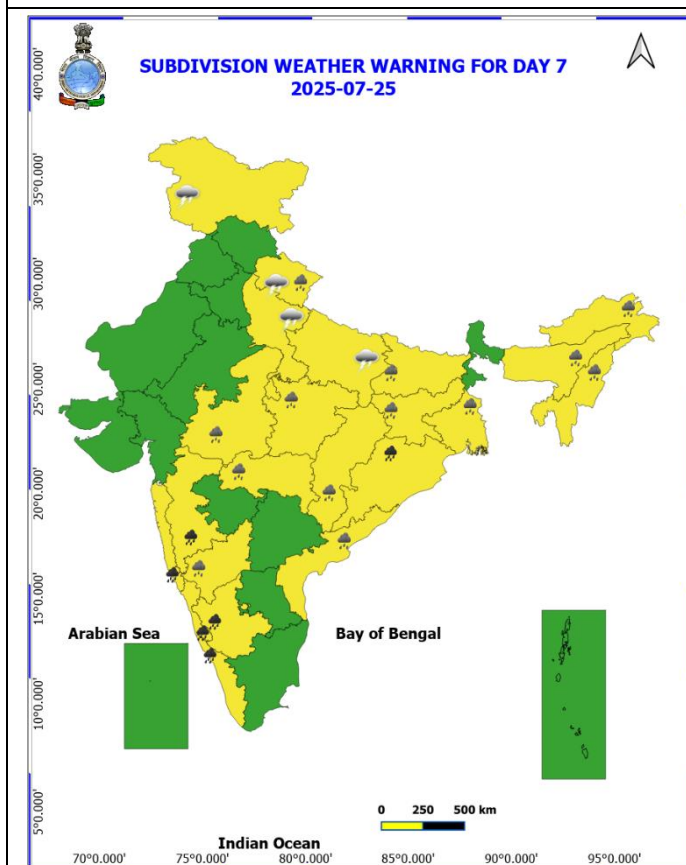 SUBDIVISION WEATHER WARNING FOR DAY 7
2025-07-25
40°0.000'
35°0.000'
30°0.000'
25°0.000'
20°0.000'
15°0.000'
10°0.000'
5°0.000'
Arabian Sea
Bay of Bengal
0 250 500 km
Indian Ocean
70°0.000' 75°0.000' 80°0.000' 85°0.000' 90°0.000' 95°0.000'